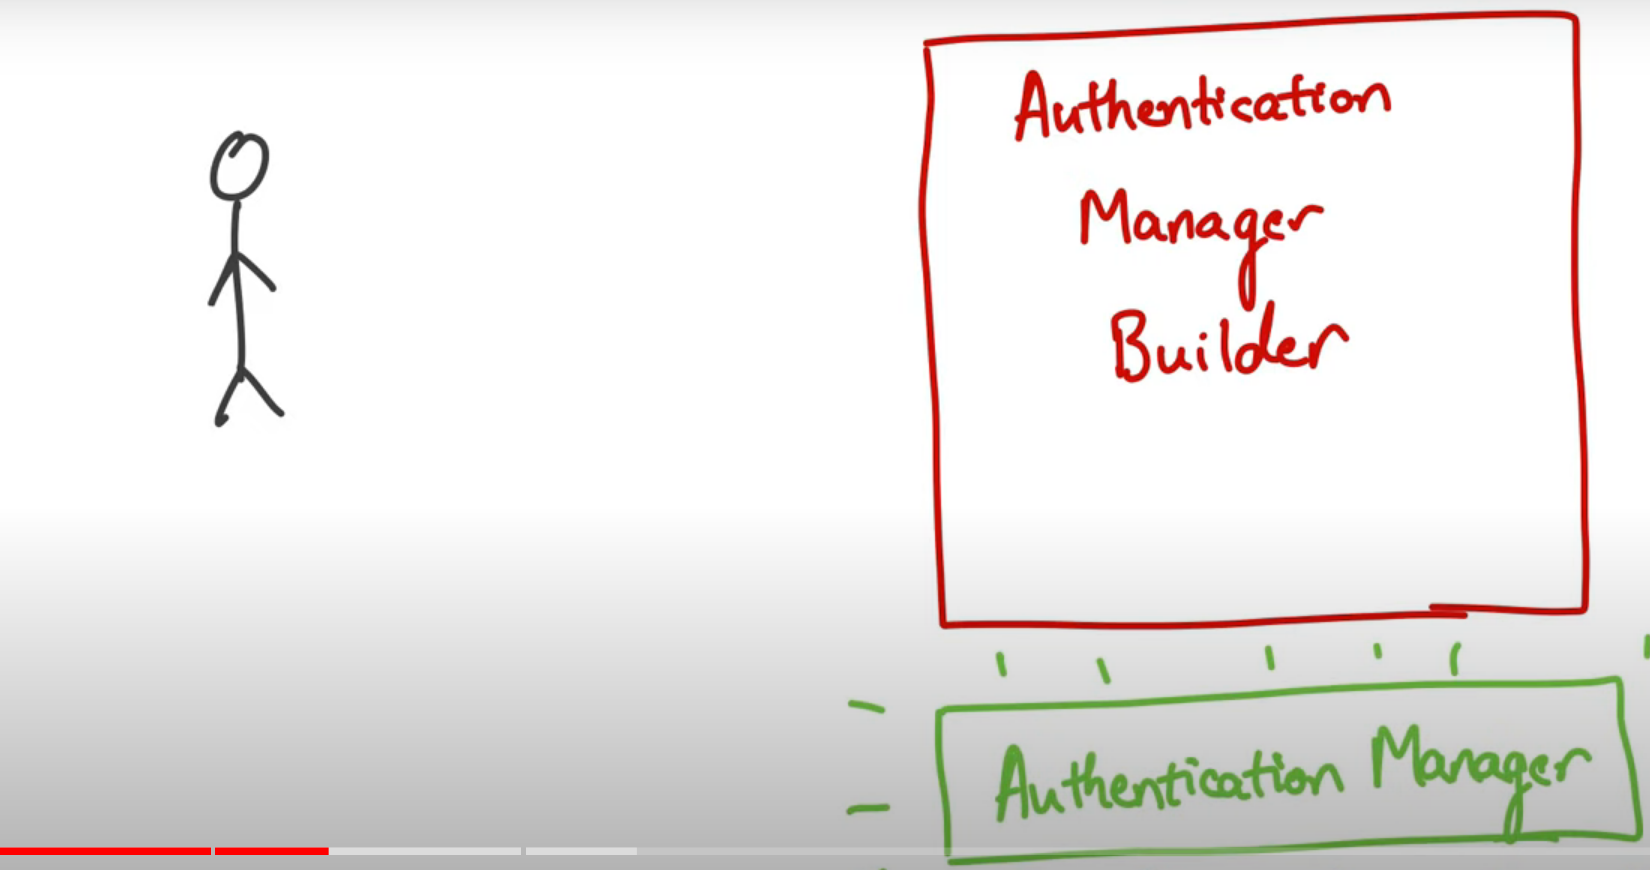 Authentication
Manager
Builder
Authentication Manager